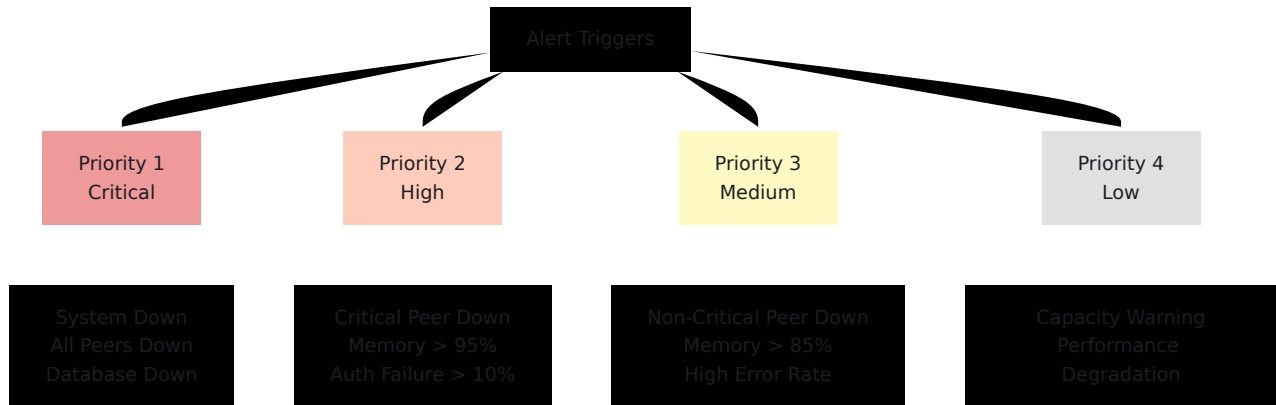 Alert Triggers
Priority 1
Critical
Priority 2
High
Priority 3
Medium
Priority 4
Low
System Down
All Peers Down
Database Down
Critical Peer Down
Memory > 95%
Auth Failure > 10%
Non-Critical Peer Down
Memory > 85%
High Error Rate
Capacity Warning
Performance
Degradation